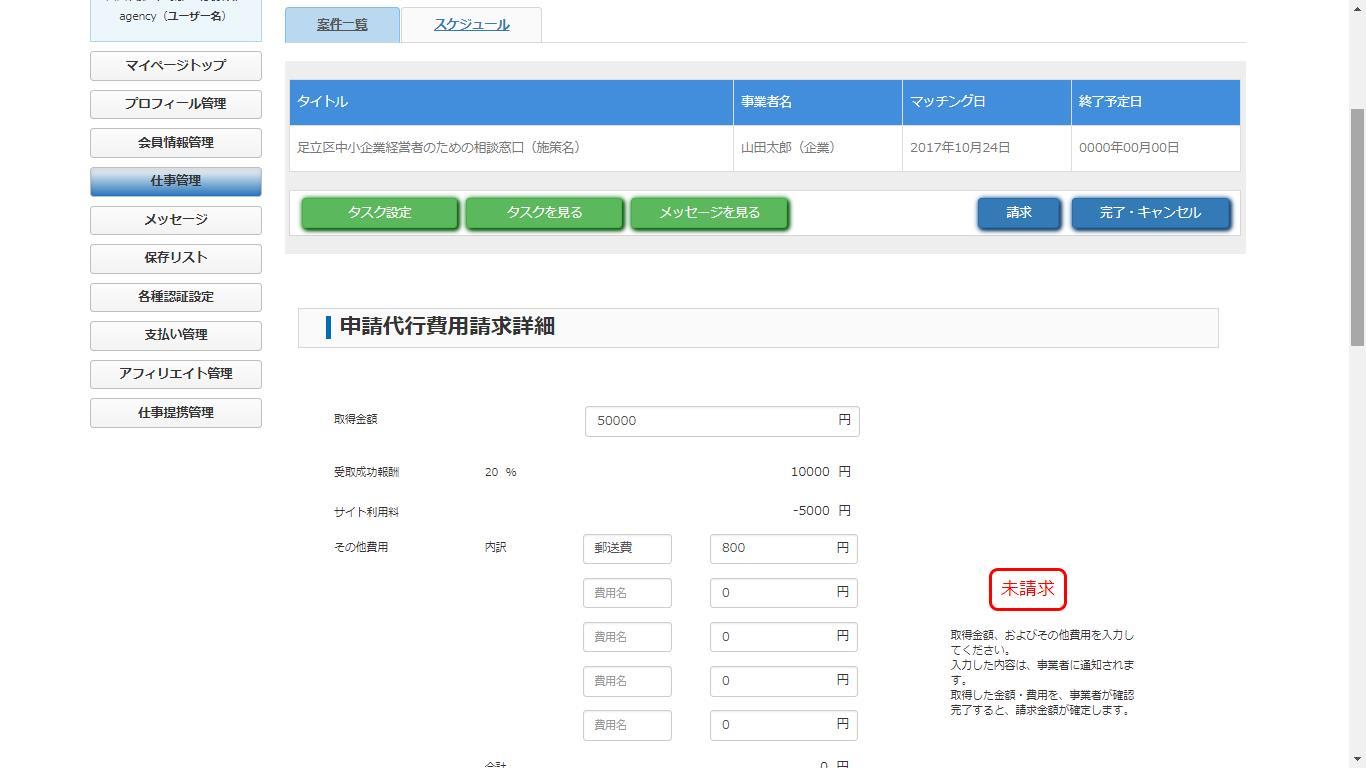 agency（ユーザー名）
マイページトップ
プロフィール管理
会員情報管理
仕事管理
メッセージ
保存リスト
各種認証設定
支払い管理
アフィリエイト管理
仕事提携管理
案件一覧 スケジュール
タイトル 事業者名 マッチング日 終了予定日
足立区中小企業経営者のための相談窓口（施策名） 山田太郎（企業） 2017年10月24日 0000年00月00日
タスク設定 タスクを見る メッセージを見る 請求 完了・キャンセル
申請代行費用請求詳細
取得金額 50000 円
受取成功報酬 20 % 10000 円
サイト利用料 -5000 円
その他費用 内訳 郵送費 800 円
費用名 0 円
費用名 0 円
費用名 0 円
費用名 0 円
合計 0 円
未請求
取得金額、およびその他費用を入力し
てください。
入力した内容は、事業者に通知されま
す。
取得した金額・費用を、事業者が確認
完了すると、請求金額が確定します。